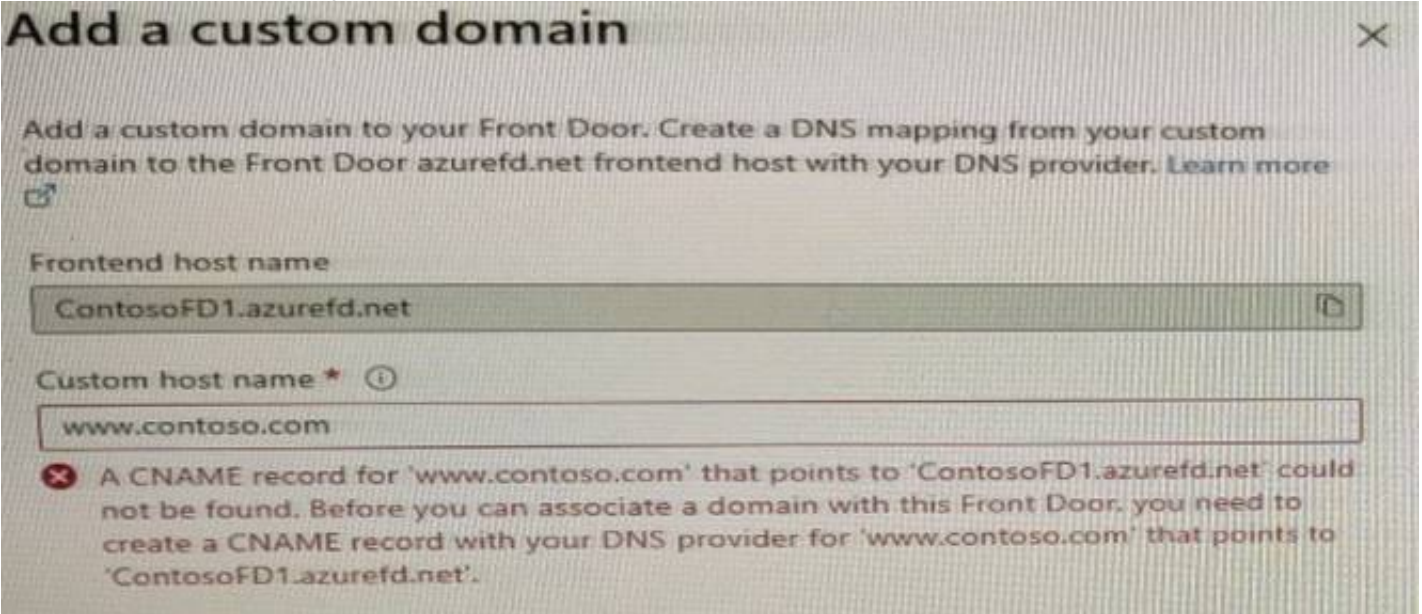 Add a custom domain
Add a custom domain to your Front Door. Create a DNS mapping from your custom
domain to the Front Door azurefd.net frontend host with your DNS provider. Learn more
Frontend host name
ContosoFD1.azurefd.net
Custom host name *
www.contoso.com
A CNAME record for 'www.contoso.com' that points to 'ContosoFD1.azurefd.net' could
not be found. Before you can associate a domain with this Front Door, you need to
create a CNAME record with your DNS provider for 'www.contoso.com' that points to
'ContosoFD1.azurefd.net'.